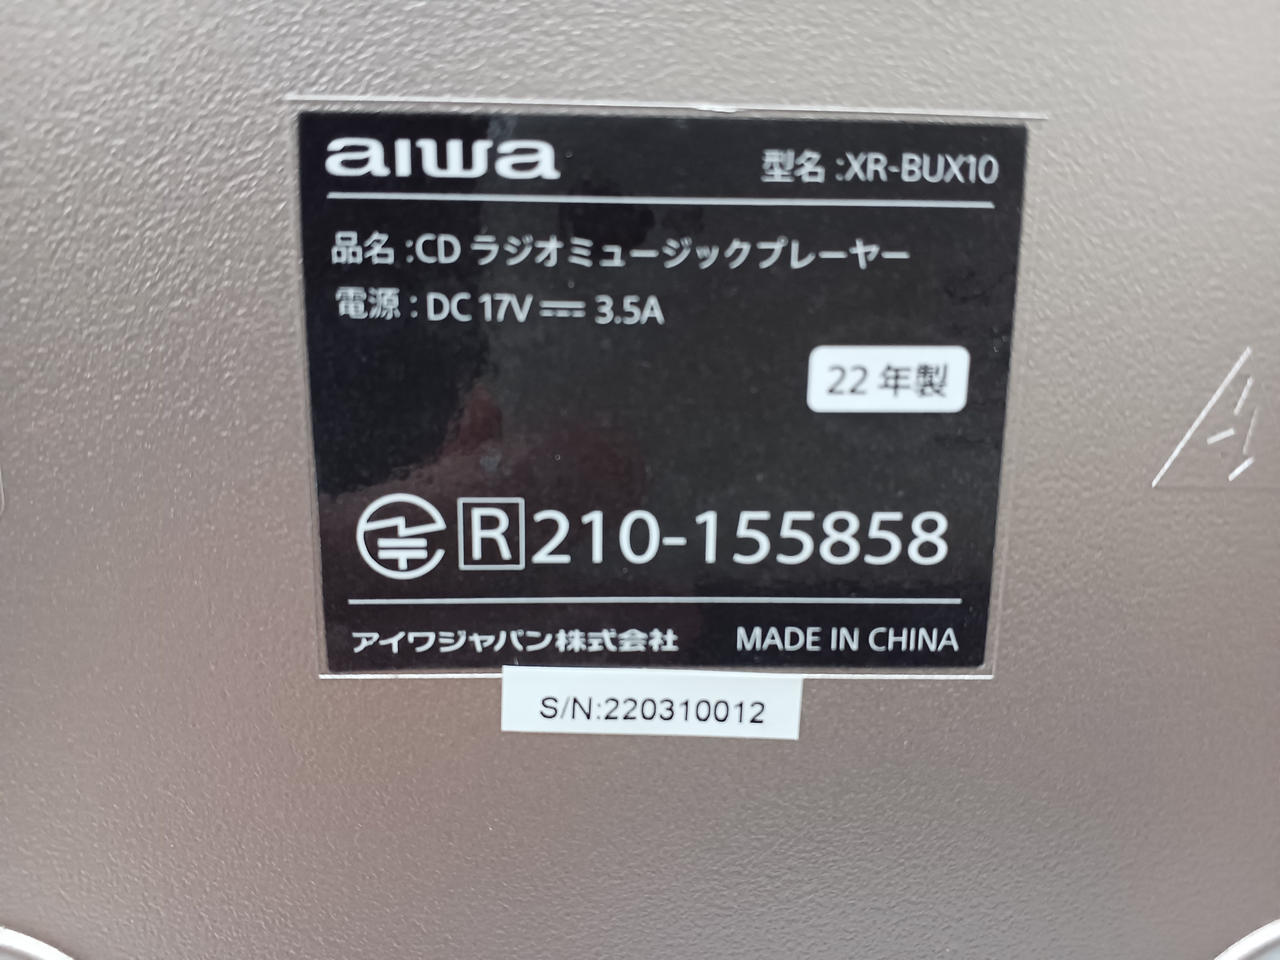 aiwa 型名:XR-BUX10
品名:CD ラジオミュージックプレーヤー
電源:DC 17V ⎓ 3.5A
22 年製
R 210-155858
アイワジャパン株式会社 MADE IN CHINA
S/N:220310012